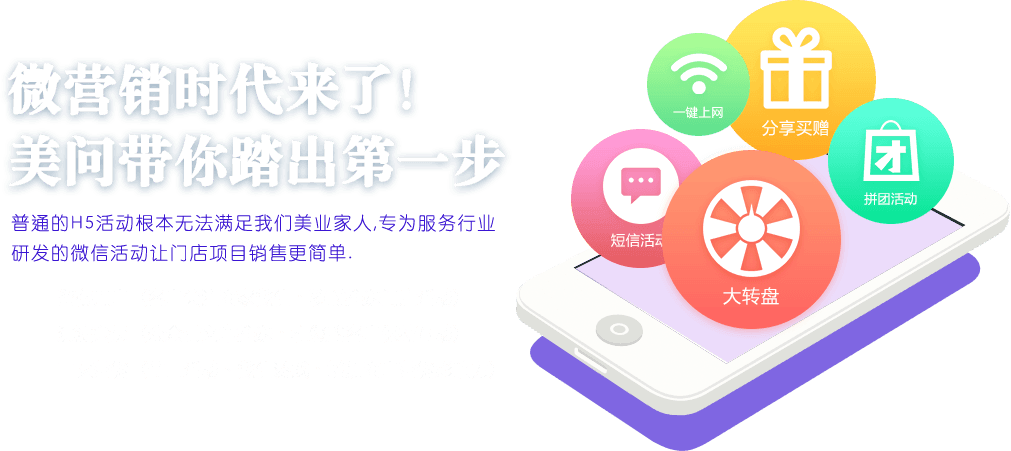 微营销时代来了!
美问带你踏出第一步
普通的H5活动根本无法满足我们美业家人,专为服务行业
研发的微信活动让门店项目销售更简单.
一键上网
分享买赠
拼团活动
短信活动
大转盘
团